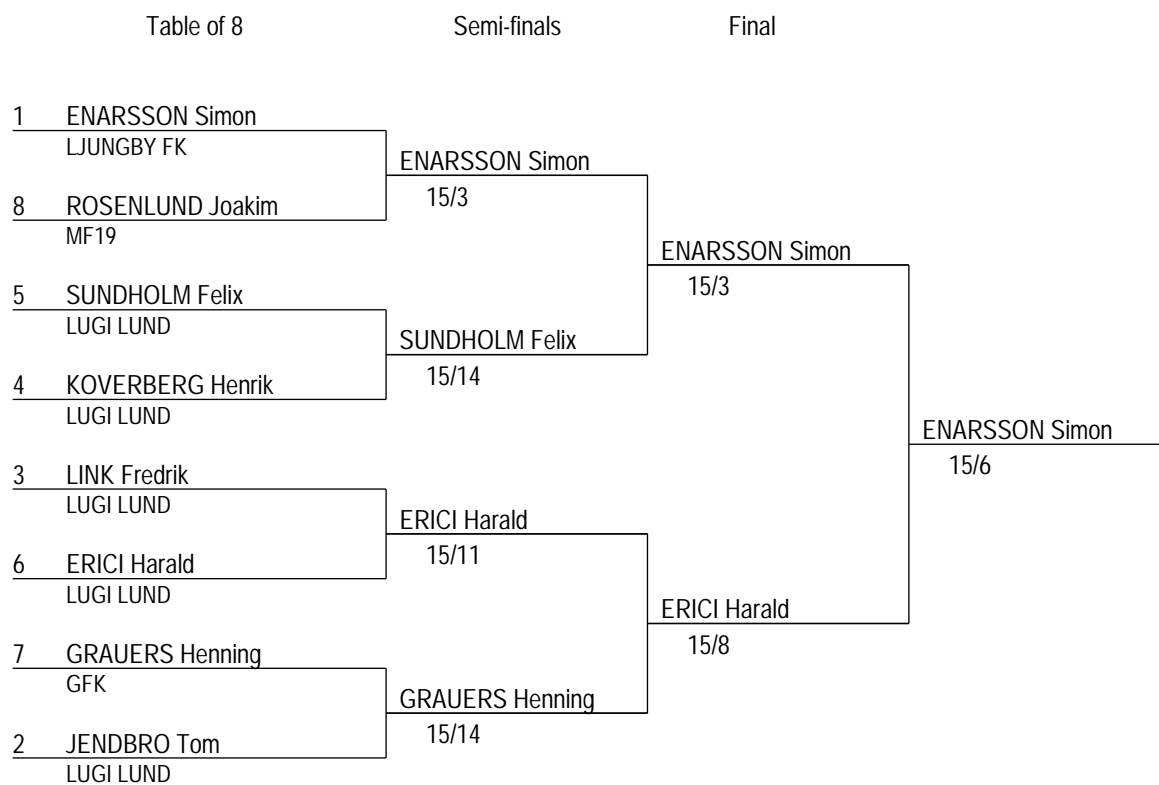 Table of 8 Semi-finals Final
1 ENARSSON Simon
LJUNGBY FK
ENARSSON Simon
15/3
8 ROSENLUND Joakim
MF19
ENARSSON Simon
15/3
5 SUNDHOLM Felix
LUGI LUND
SUNDHOLM Felix
15/14
4 KOVERBERG Henrik
LUGI LUND
ENARSSON Simon
15/6
3 LINK Fredrik
LUGI LUND
ERICI Harald
15/11
6 ERICI Harald
LUGI LUND
ERICI Harald
15/8
7 GRAUERS Henning
GFK
GRAUERS Henning
15/14
2 JENDBRO Tom
LUGI LUND